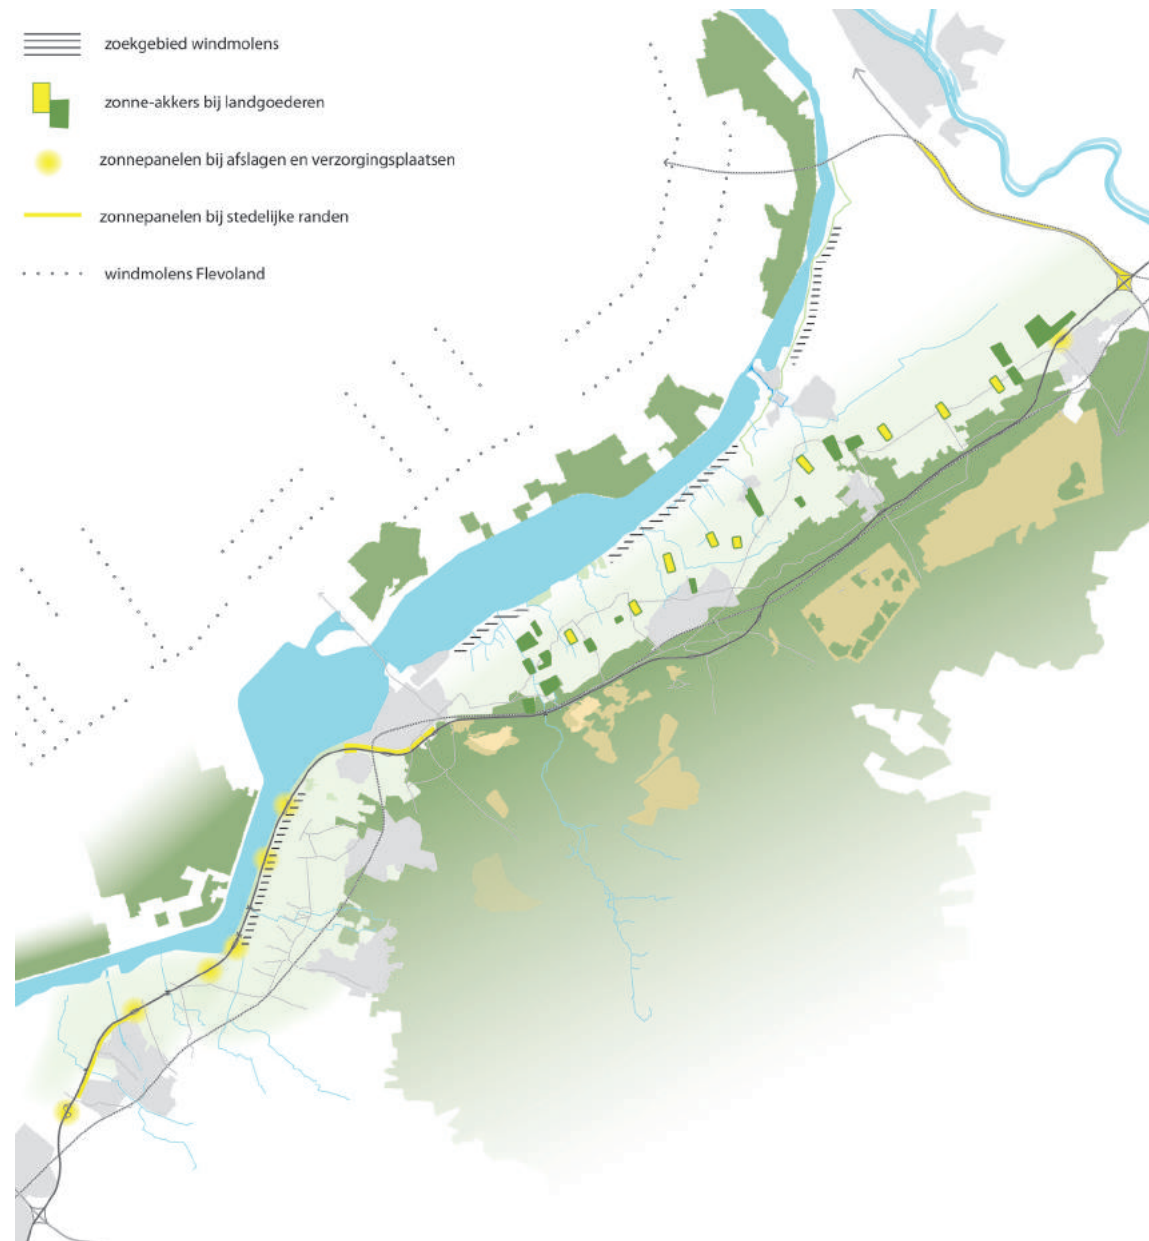 zoekgebied windmolens
zonne-akkers bij landgoederen
zonnepanelen bij afslagen en verzorgingsplaatsen
zonnepanelen bij stedelijke randen
windmolens Flevoland